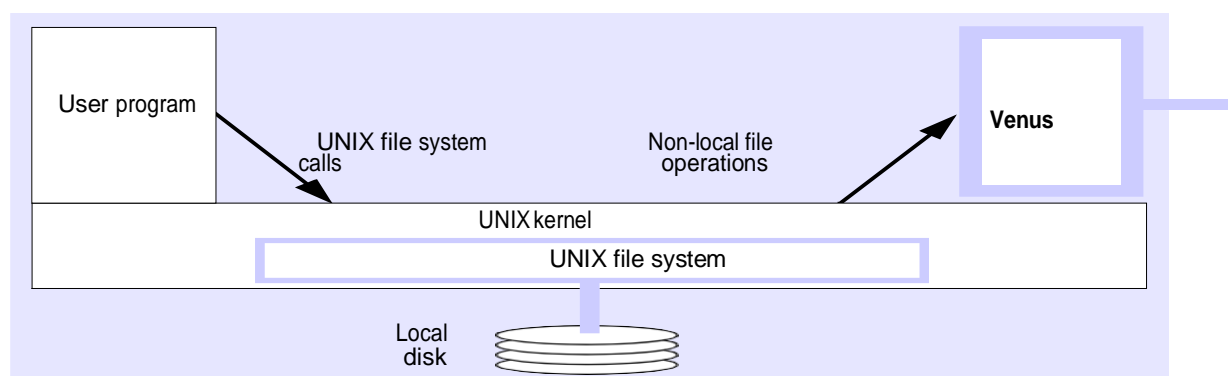 User program
UNIX file system
calls
Non-local file
operations
Venus
UNIX kernel
UNIX file system
Local
disk